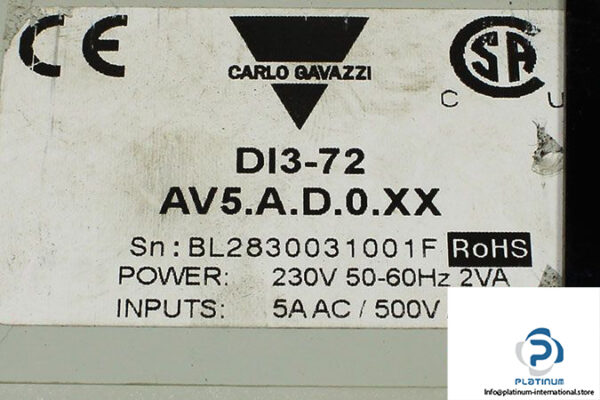 CE
CARLO GAVAZZI
CSA
C U
DI3-72
AV5.A.D.0.XX
Sn: BL2830031001F RoHS
POWER: 230V 50-60Hz 2VA
INPUTS: 5A AC / 500V
PLATINUM
info@platinum-international.store